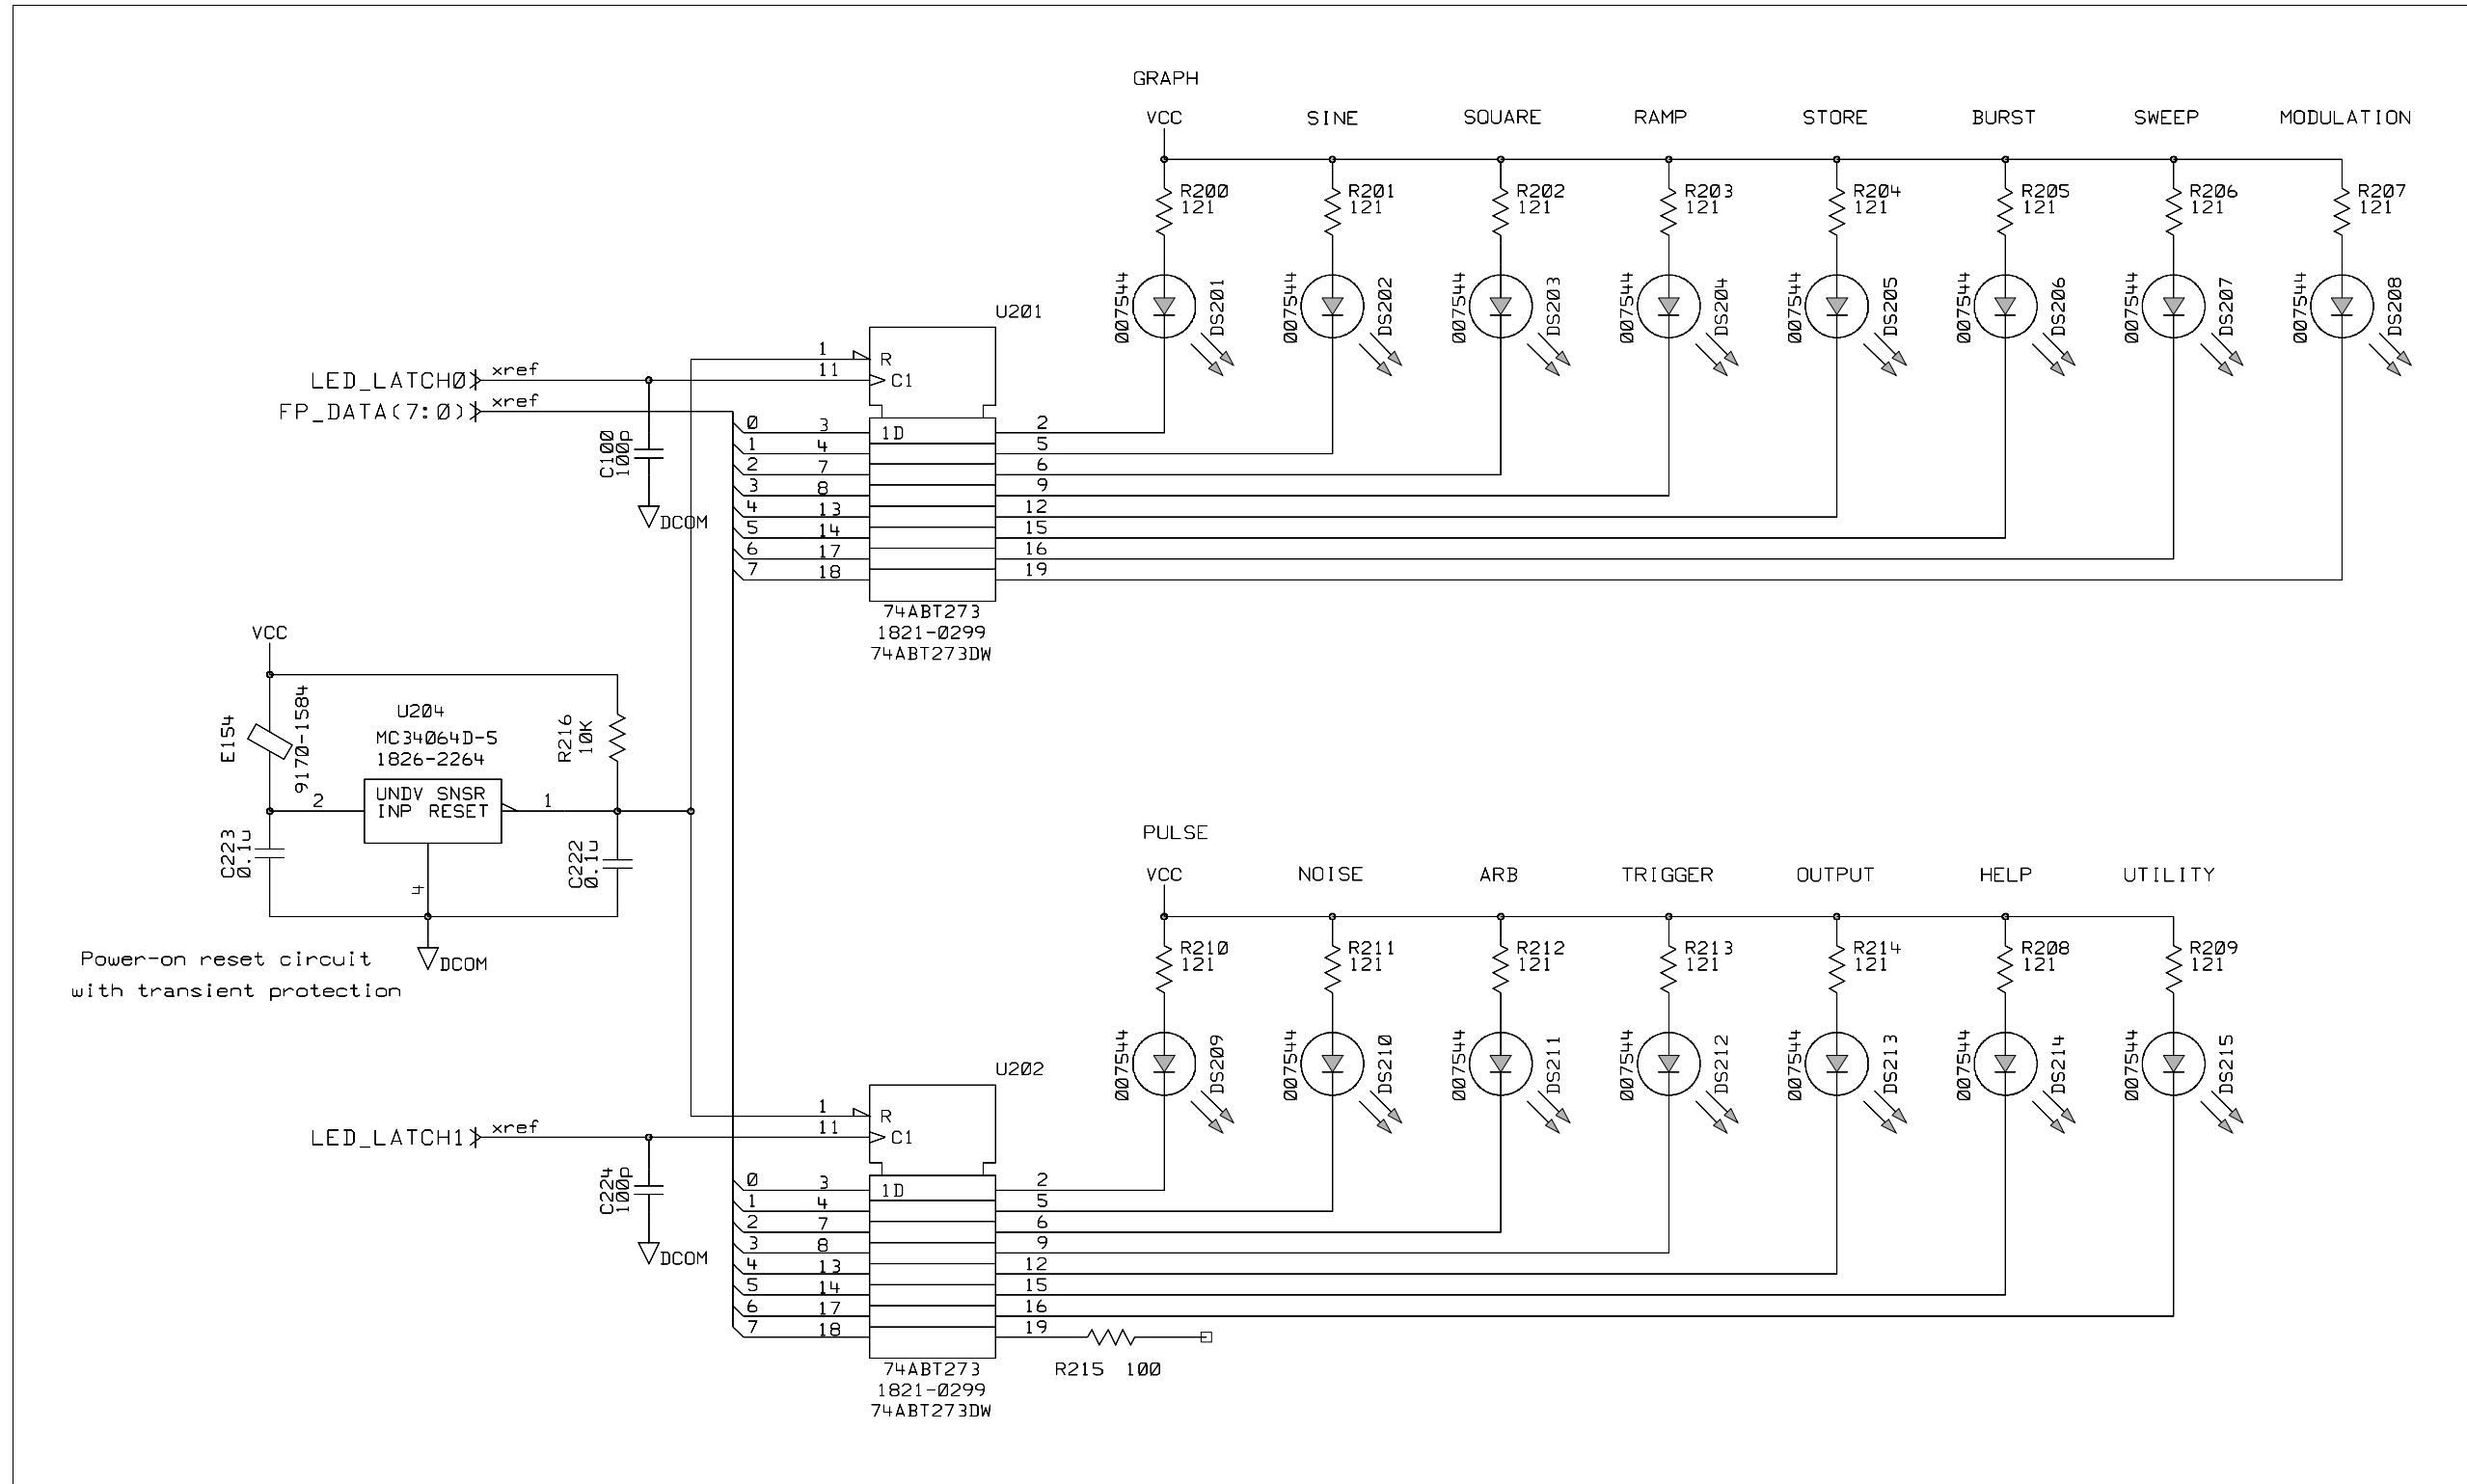 GRAPH
VCC SINE SQUARE RAMP STORE BURST SWEEP MODULATION
R200 R201 R202 R203 R204 R205 R206 R207
121 121 121 121 121 121 121 121
007544 DS201 007544 DS202 007544 DS203 007544 DS204 007544 DS205 007544 DS206 007544 DS207 007544 DS208
U201
1 R
LED_LATCH0 xref 11 C1
FP_DATA(7:0) xref
0 3 1D 2
1 4 5
2 7 6
3 8 9
4 13 12
5 14 15
6 17 16
7 18 19
C100
100p
DCOM
74ABT273
1821-0299
74ABT273DW
VCC
E154
9170-1584
U204
MC34064D-5
1826-2264
R216
10K
UNDV SNSR
2 INP RESET 1
C223
0.1u
4
C222
0.1u
DCOM
Power-on reset circuit
with transient protection
PULSE
VCC NOISE ARB TRIGGER OUTPUT HELP UTILITY
R210 R211 R212 R213 R214 R208 R209
121 121 121 121 121 121 121
007544 DS209 007544 DS210 007544 DS211 007544 DS212 007544 DS213 007544 DS214 007544 DS215
U202
1 R
LED_LATCH1 xref 11 C1
0 3 1D 2
1 4 5
2 7 6
3 8 9
4 13 12
5 14 15
6 17 16
7 18 19
C224
100p
DCOM
R215 100
74ABT273
1821-0299
74ABT273DW